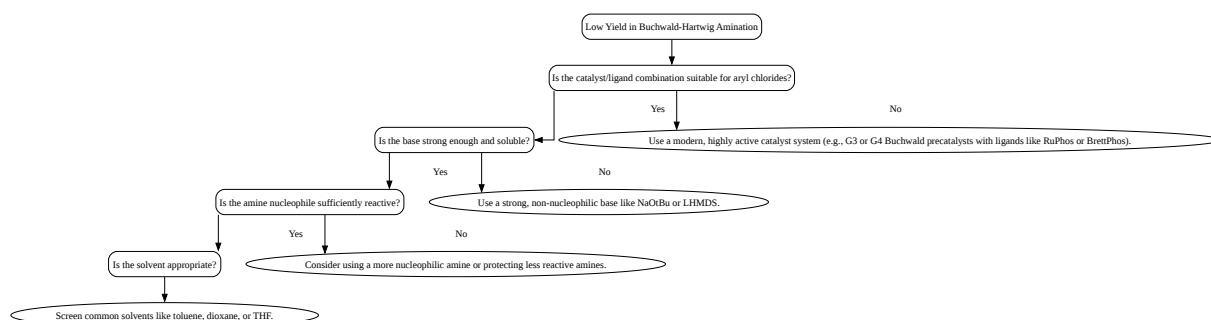 Low Yield in Buchwald-Hartwig Amination
Is the catalyst/ligand combination suitable for aryl chlorides?
Yes
No
Is the base strong enough and soluble?
Use a modern, highly active catalyst system (e.g., G3 or G4 Buchwald precatalysts with ligands like RuPhos or BrettPhos).
Yes
No
Is the amine nucleophile sufficiently reactive?
Use a strong, non-nucleophilic base like NaOtBu or LHMDS.
Yes
No
Is the solvent appropriate?
Consider using a more nucleophilic amine or protecting less reactive amines.
Screen common solvents like toluene, dioxane, or THF.